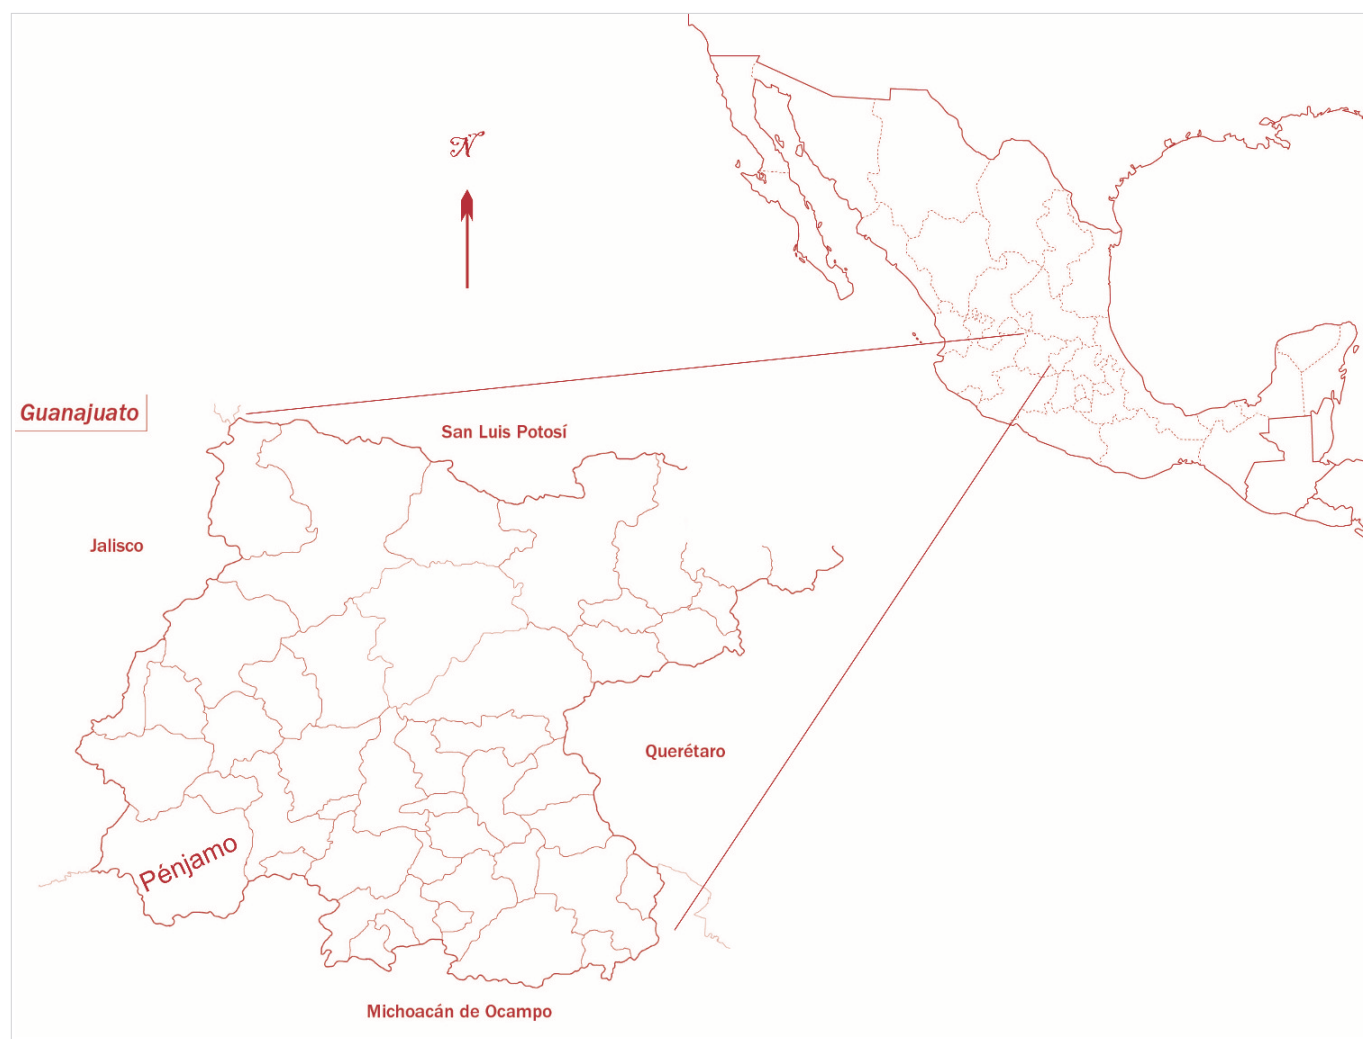 N
Guanajuato
San Luis Potosí
Jalisco
Querétaro
Pénjamo
Michoacán de Ocampo